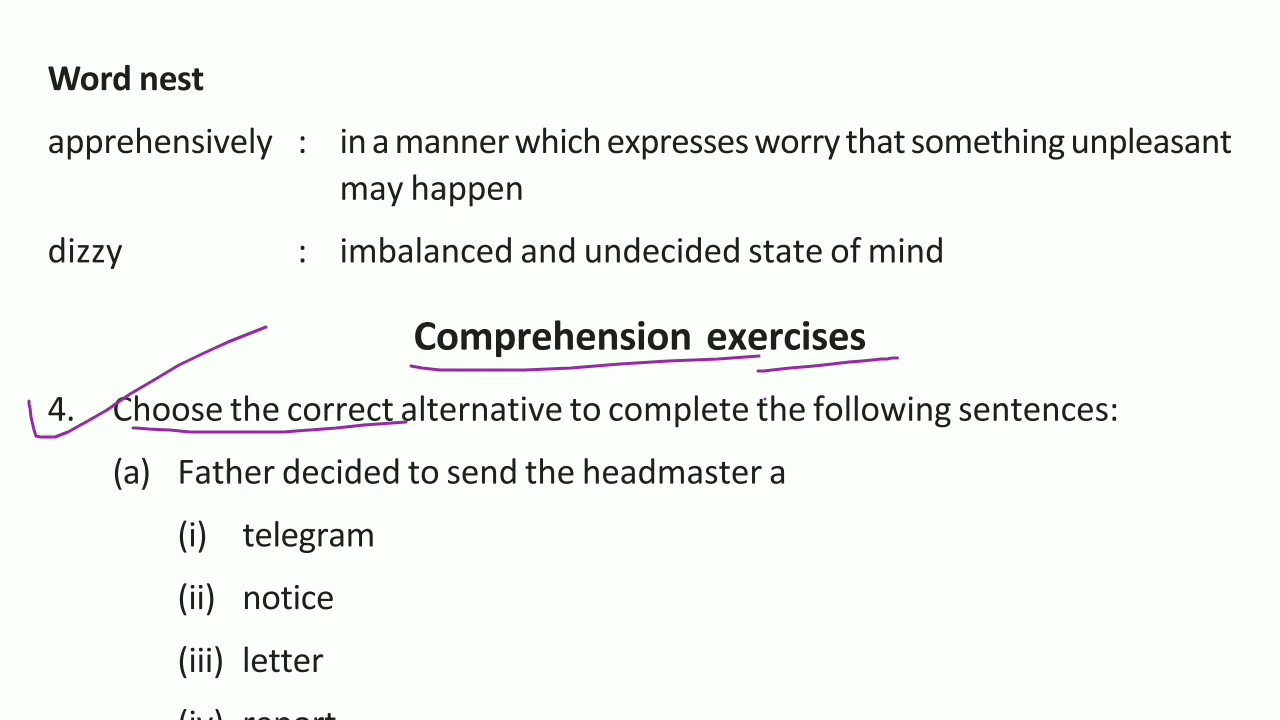 Word nest
apprehensively : in a manner which expresses worry that something unpleasant
may happen
dizzy : imbalanced and undecided state of mind
Comprehension exercises
4. Choose the correct alternative to complete the following sentences:
(a) Father decided to send the headmaster a
(i) telegram
(ii) notice
(iii) letter
(iv) report